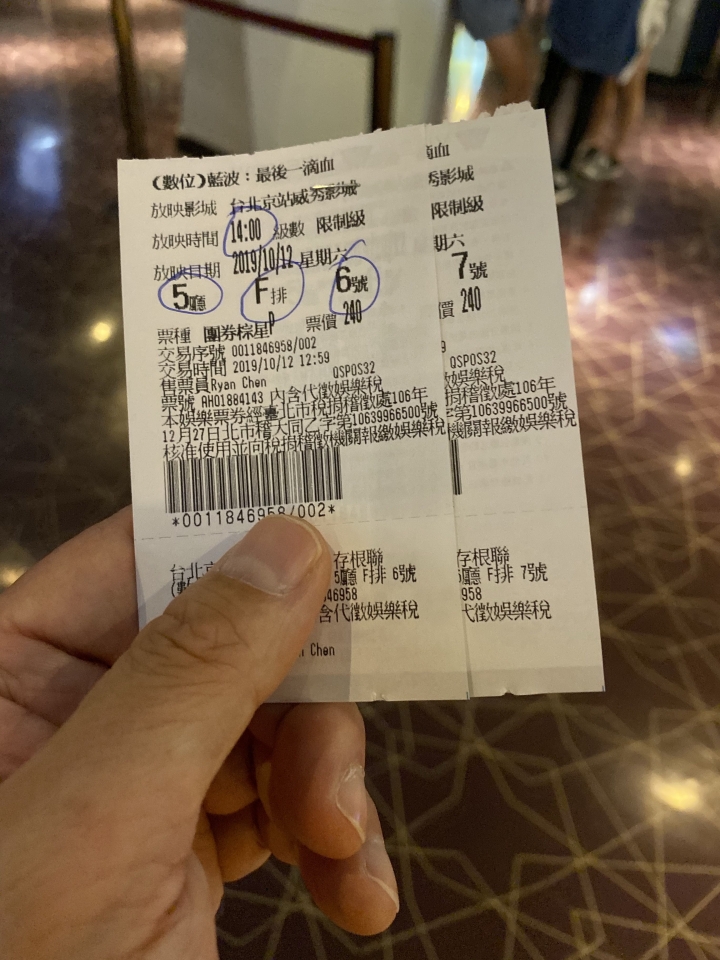 (數位)藍波：最後一滴血
放映影城 台北京站威秀影城
放映時間 14:00 級數 限制級
放映日期 2019/10/12 星期六
5廳 F排 6號
票種 團券棕星P 票價 240
交易序號 0011846958/002
交易時間 2019/10/12 12:59
售票員Ryan Chen QSPOS32
票號 AH01884143 內含代徵娛樂稅
本娛樂票券經臺北市稅捐稽徵處106年
12月27日北市稽大同乙字第10639966500號
核准使用並向稅捐稽徵機關報繳娛樂稅
*0011846958/002*
台北京
存根聯
5廳 F排 6號
46958
含代徵娛樂稅
Chen
滴血
秀影城
限制級
期六
7號
240
9
QSPOS32
娛樂稅
捐稽徵處106年
第10639966500號
機關報繳娛樂稅
存根聯
廳 F排 7號
958
代徵娛樂稅